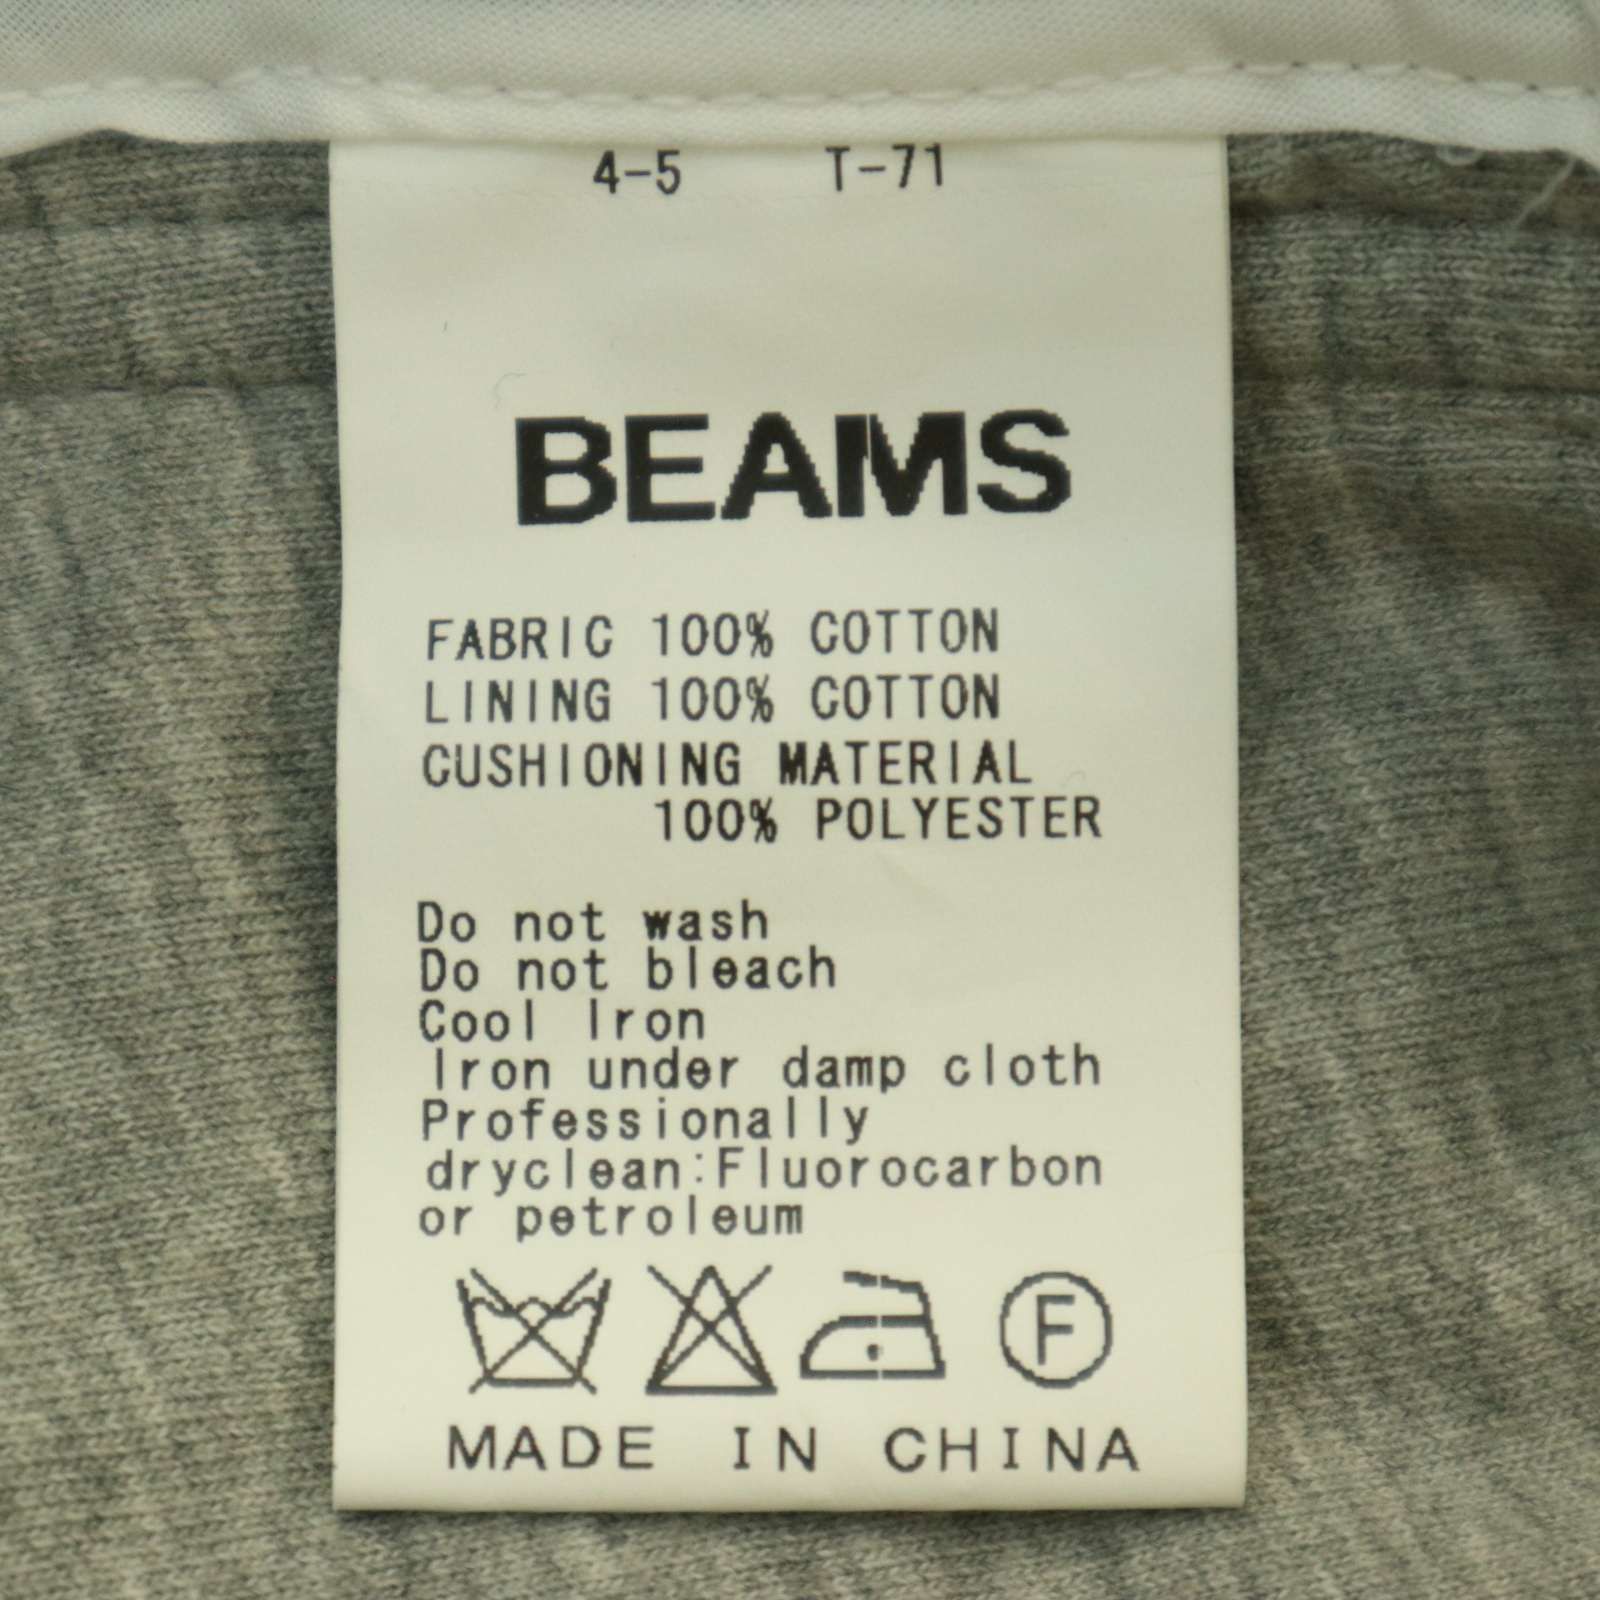 4-5 T-71
BEAMS
FABRIC 100% COTTON
LINING 100% COTTON
CUSHIONING MATERIAL
100% POLYESTER
Do not wash
Do not bleach
Cool Iron
Iron under damp cloth
Professionally
dryclean:Fluorocarbon
or petroleum
F
MADE IN CHINA